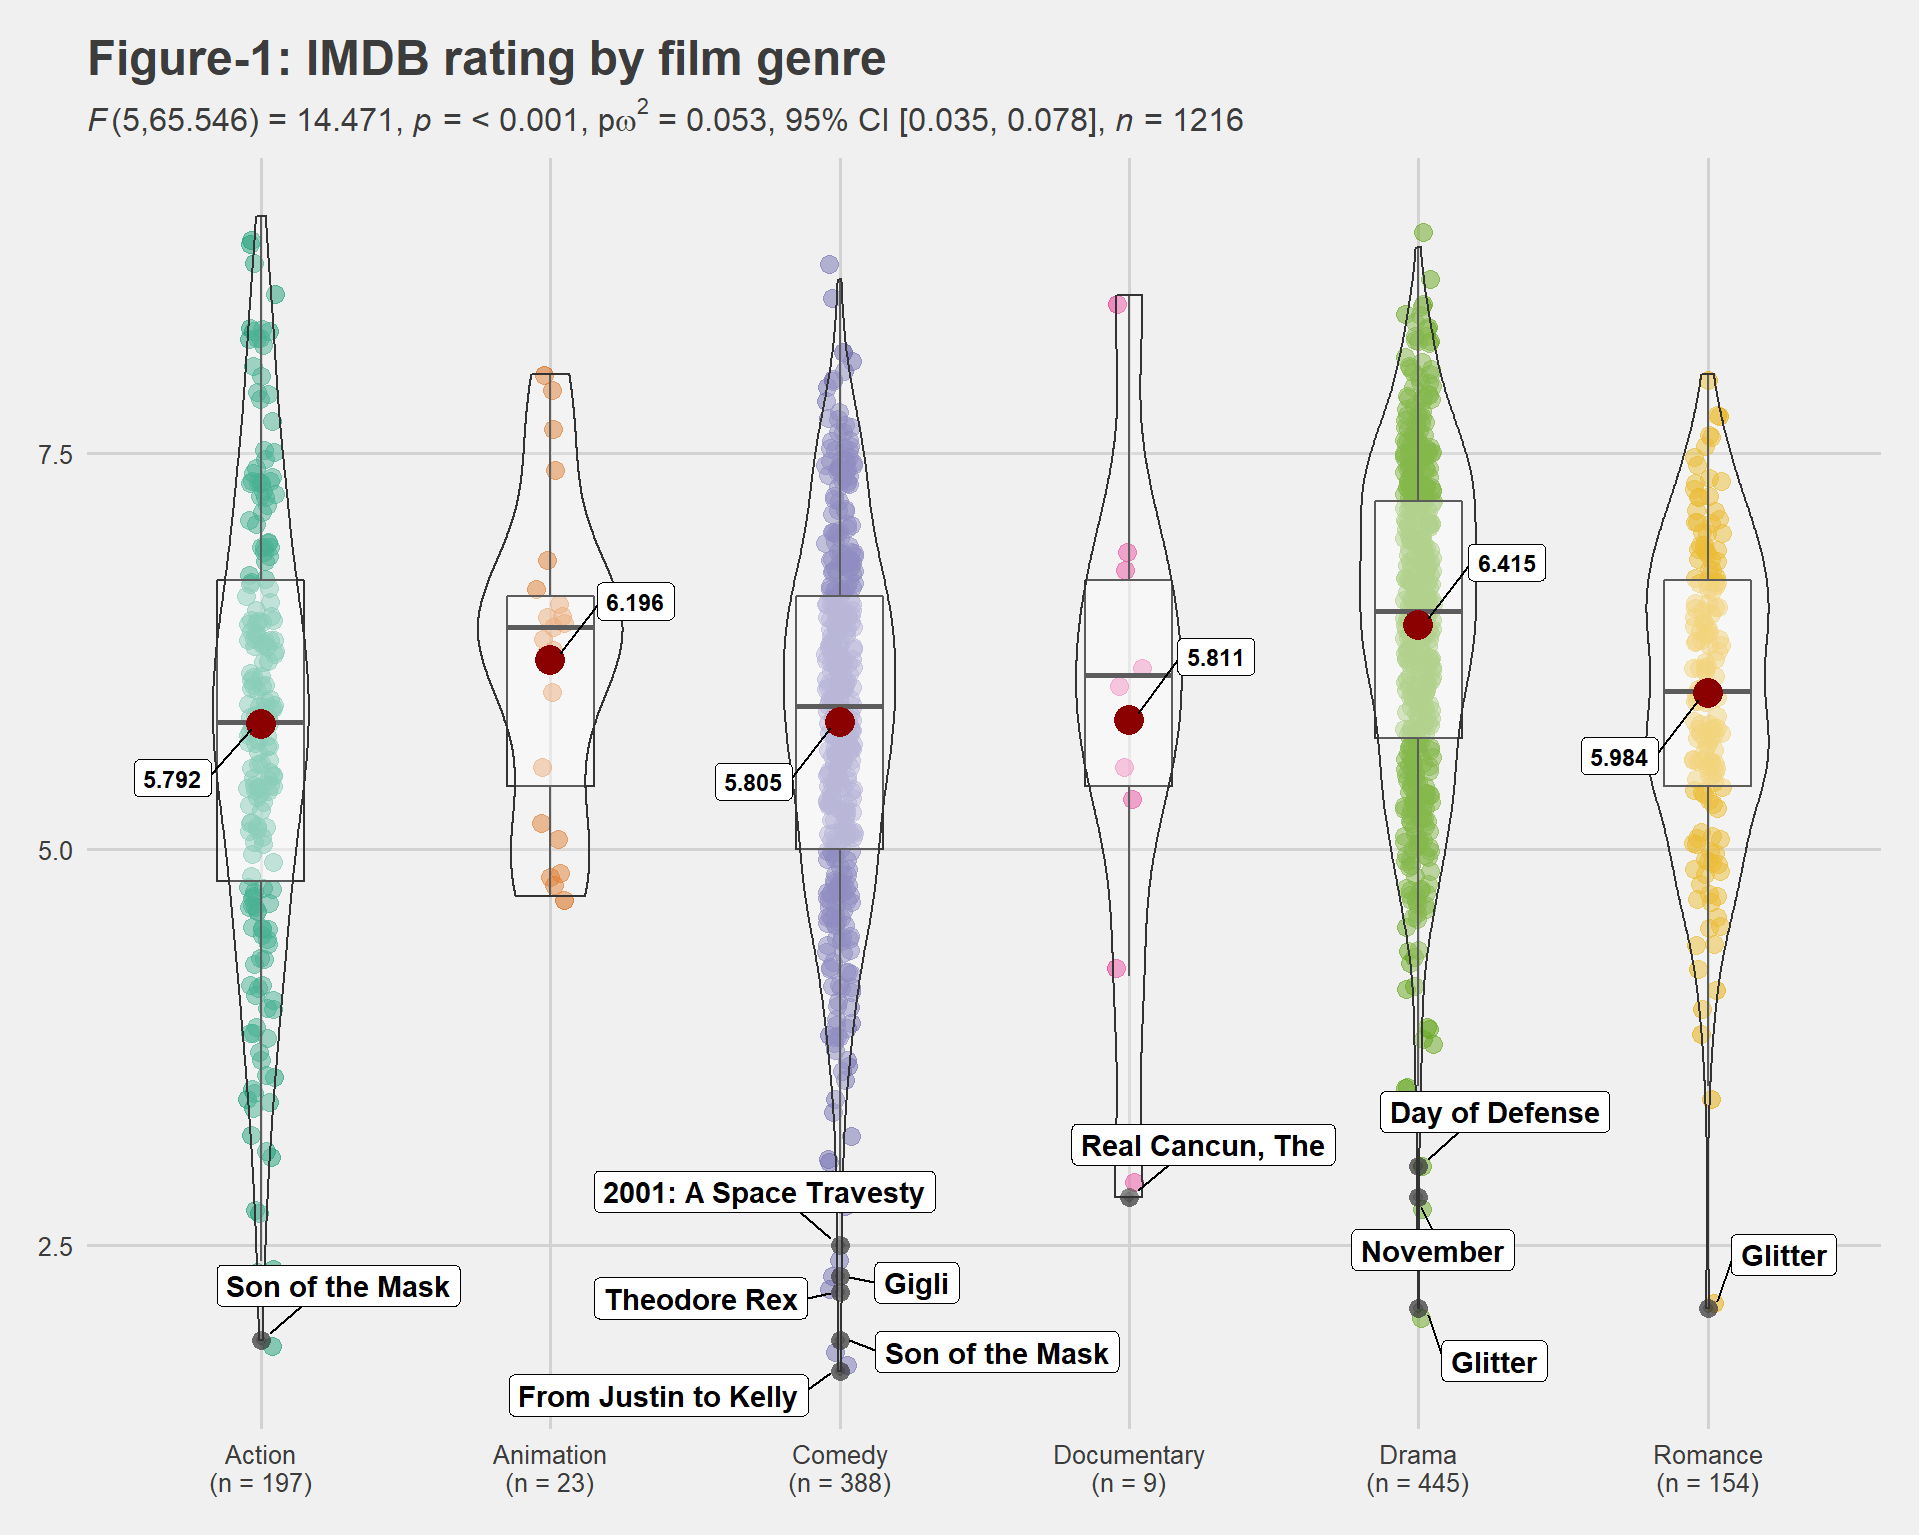 Figure-1: IMDB rating by film genre
F(5,65.546) = 14.471, p = < 0.001, pω² = 0.053, 95% CI [0.035, 0.078], n = 1216
7.5
5.0
2.5
6.415
6.196
5.811
5.984
5.792
5.805
Day of Defense
Real Cancun, The
2001: A Space Travesty
November
Glitter
Son of the Mask
Gigli
Theodore Rex
Son of the Mask
Glitter
From Justin to Kelly
Action
(n = 197)
Animation
(n = 23)
Comedy
(n = 388)
Documentary
(n = 9)
Drama
(n = 445)
Romance
(n = 154)